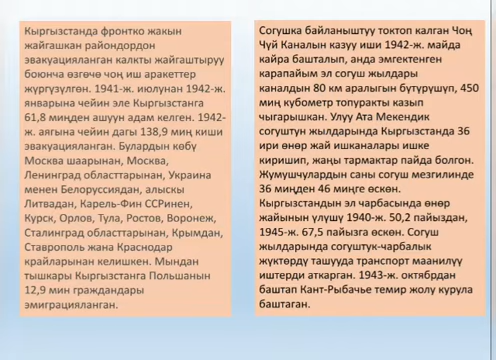 Кыргызстанда фронтко жакын
жайгашкан райондордон
эвакуацияланган калкты жайгаштыруу
боюнча өзгөчө чоң иш аракеттер
жүргүзүлгөн. 1941-ж. июлунан 1942-ж.
январына чейин эле Кыргызстанга
61,8 миңден ашуун адам келген. 1942-
ж. аягына чейин дагы 138,9 миң киши
эвакуацияланган. Булардын көбү
Москва шаарынан, Москва,
Ленинград областтарынан, Украина
менен Белоруссиядан, алыскы
Литвадан, Карель-Фин ССРинен,
Курск, Орлов, Тула, Ростов, Воронеж,
Сталинград областтарынан, Крымдан,
Ставрополь жана Краснодар
крайларынан келишкен. Мындан
тышкары Кыргызстанга Польшанын
12,9 мин граждандары
эмиграцияланган.
Согушка байланыштуу токтоп калган Чоң
Чүй Каналын казуу иши 1942-ж. майда
кайра башталып, анда эмгектенген
карапайым эл согуш жылдары
каналдын 80 км аралыгын бүтүрүшүп, 450
миң кубометр топуракты казып
чыгарышкан. Улуу Ата Мекендик
согуштун жылдарында Кыргызстанда 36
ири өнөр жай ишканалары ишке
киришип, жаңы тармактар пайда болгон.
Жумушчулардын саны согуш мезгилинде
36 миңден 46 миңге өскөн.
Кыргызстандын эл чарбасында өнөр
жайынын үлүшү 1940-ж. 50,2 пайыздан,
1945-ж. 67,5 пайызга өскөн. Согуш
жылдарында согуштук-чарбалык
жүктөрдү ташууда транспорт маанилүү
иштерди аткарган. 1943-ж. октябрдан
баштап Кант-Рыбачье темир жолу курула
баштаган.